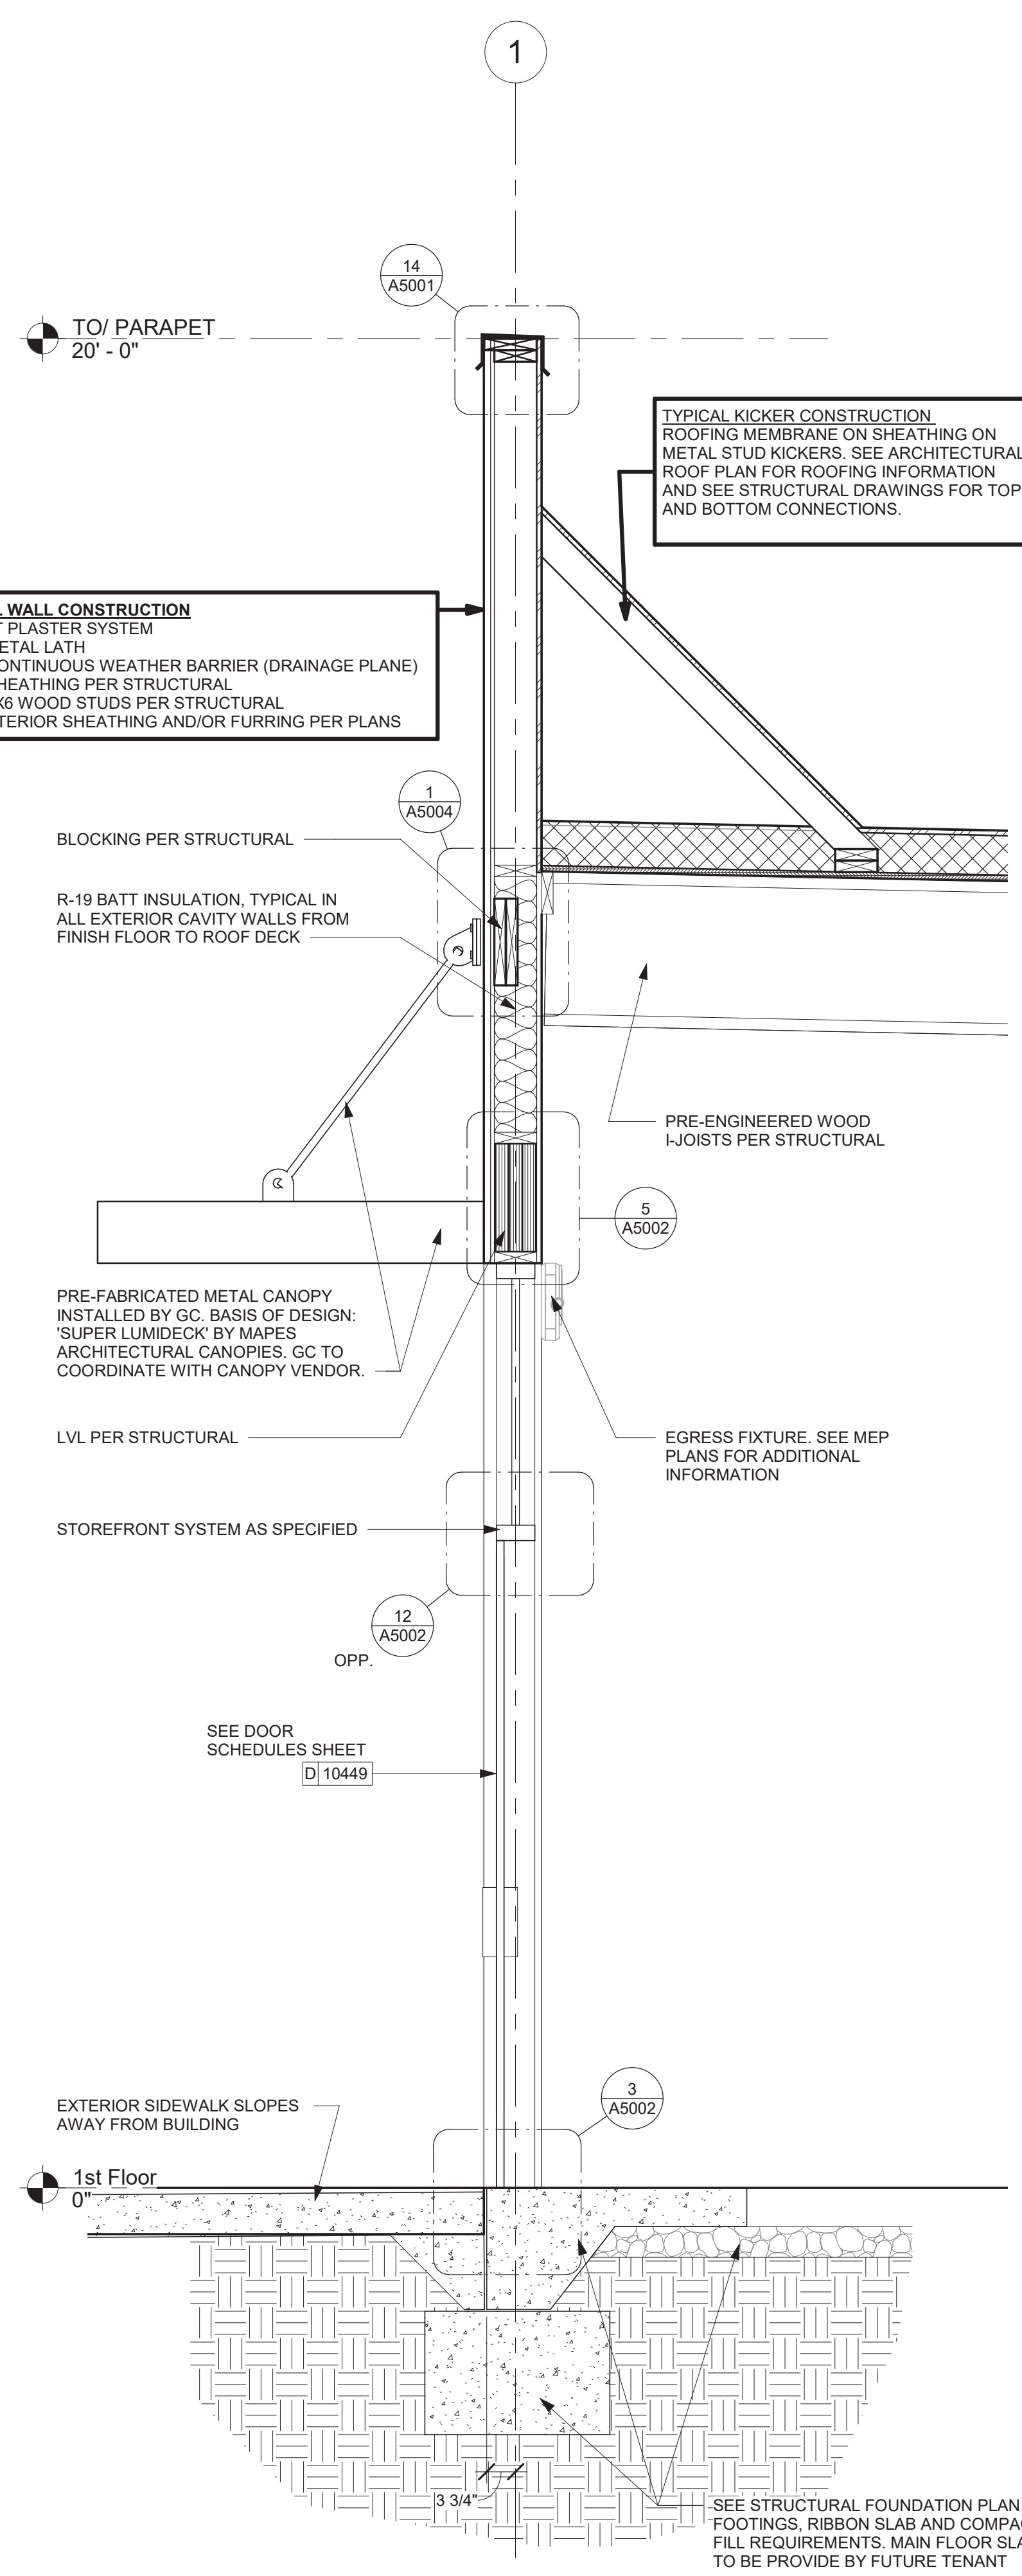 1
14
A5001
TO/ PARAPET
20' - 0"
TYPICAL KICKER CONSTRUCTION
ROOFING MEMBRANE ON SHEATHING ON
METAL STUD KICKERS. SEE ARCHITECTURAL
ROOF PLAN FOR ROOFING INFORMATION
AND SEE STRUCTURAL DRAWINGS FOR TOP
AND BOTTOM CONNECTIONS.
WALL CONSTRUCTION
PLASTER SYSTEM
LATH
WEATHER BARRIER (DRAINAGE PLANE)
PER STRUCTURAL
WOOD STUDS PER STRUCTURAL
SHEATHING AND/OR FURRING PER PLANS
1
A5004
BLOCKING PER STRUCTURAL
R-19 BATT INSULATION, TYPICAL IN
ALL EXTERIOR CAVITY WALLS FROM
FINISH FLOOR TO ROOF DECK
PRE-ENGINEERED WOOD
I-JOISTS PER STRUCTURAL
5
A5002
PRE-FABRICATED METAL CANOPY
INSTALLED BY GC. BASIS OF DESIGN:
'SUPER LUMIDECK' BY MAPES
ARCHITECTURAL CANOPIES. GC TO
COORDINATE WITH CANOPY VENDOR.
LVL PER STRUCTURAL
EGRESS FIXTURE. SEE MEP
PLANS FOR ADDITIONAL
INFORMATION
STOREFRONT SYSTEM AS SPECIFIED
12
A5002
OPP.
SEE DOOR
SCHEDULES SHEET
D 10449
3
A5002
EXTERIOR SIDEWALK SLOPES
AWAY FROM BUILDING
1st Floor
0"
3 3/4"
SEE STRUCTURAL FOUNDATION PLAN
FOOTINGS, RIBBON SLAB AND
FILL REQUIREMENTS. MAIN FLOOR
TO BE PROVIDE BY FUTURE TENANT